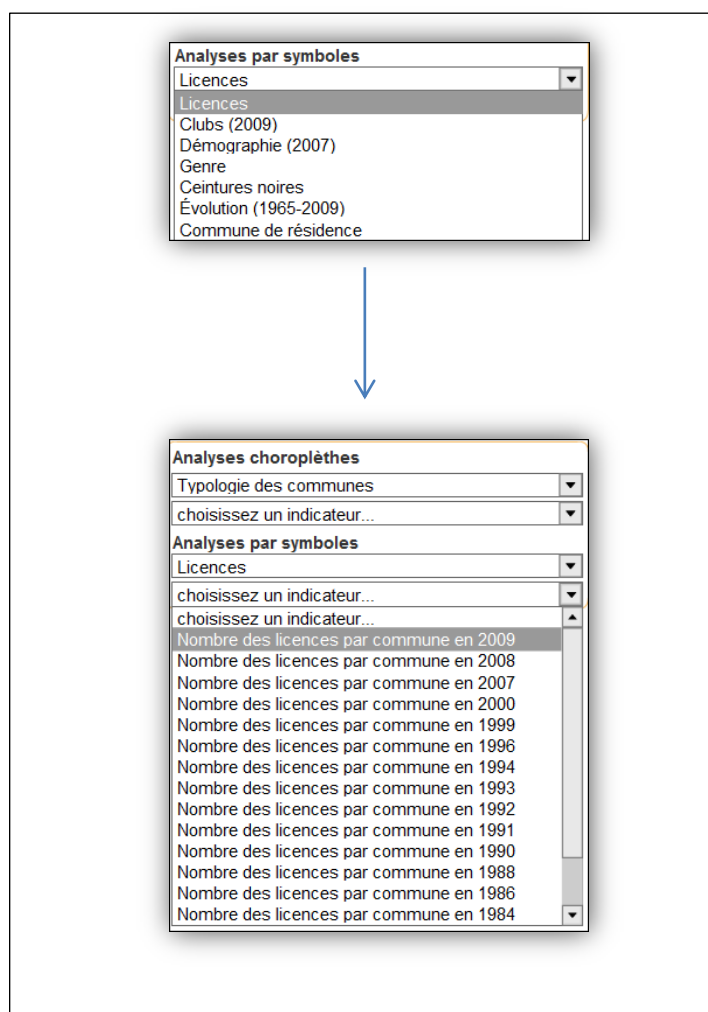 Analyses par symboles
Licences
Licences
Clubs (2009)
Démographie (2007)
Genre
Ceintures noires
Évolution (1965-2009)
Commune de résidence
Analyses choroplèthes
Typologie des communes
choisissez un indicateur...
Analyses par symboles
Licences
choisissez un indicateur...
choisissez un indicateur...
Nombre des licences par commune en 2009
Nombre des licences par commune en 2008
Nombre des licences par commune en 2007
Nombre des licences par commune en 2000
Nombre des licences par commune en 1999
Nombre des licences par commune en 1996
Nombre des licences par commune en 1994
Nombre des licences par commune en 1993
Nombre des licences par commune en 1992
Nombre des licences par commune en 1991
Nombre des licences par commune en 1990
Nombre des licences par commune en 1988
Nombre des licences par commune en 1986
Nombre des licences par commune en 1984